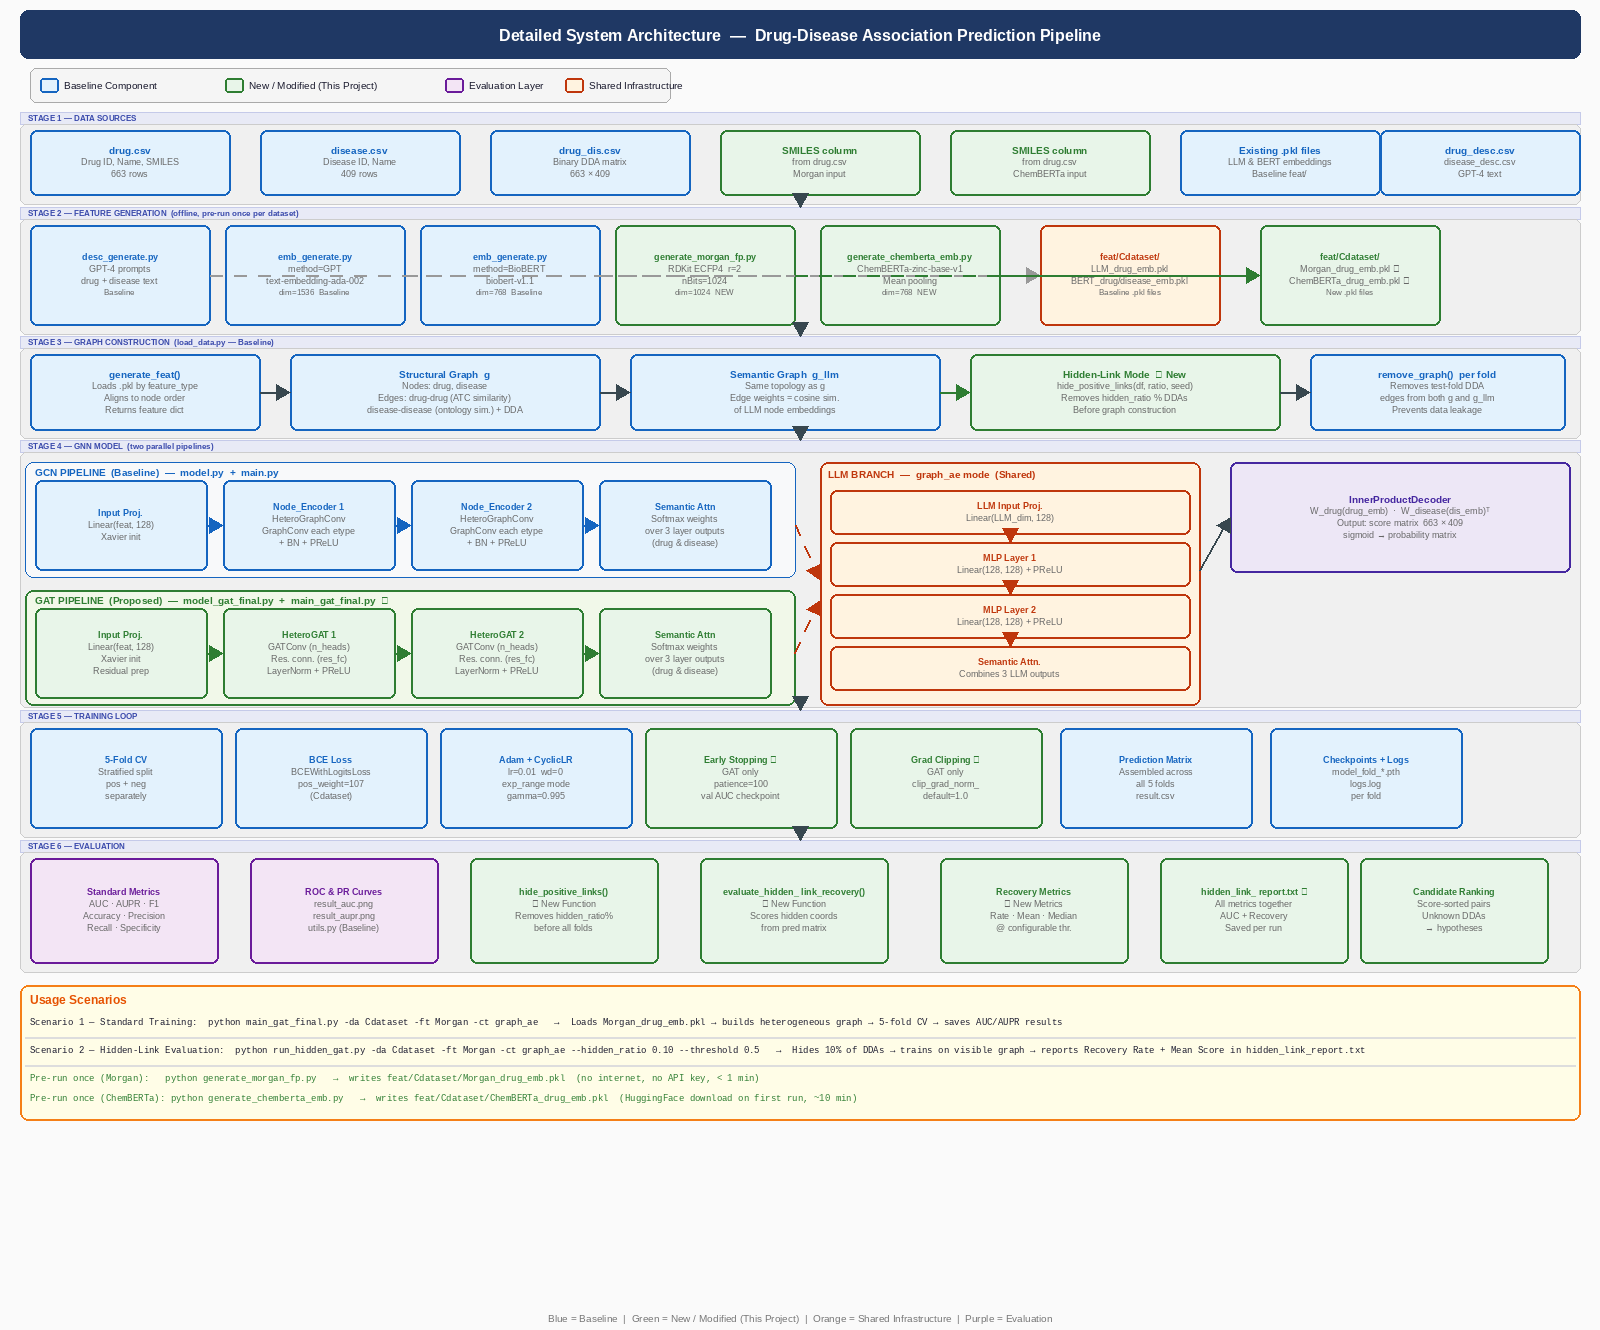 Detailed System Architecture — Drug-Disease Association Prediction Pipeline
Baseline Component
New / Modified (This Project)
Evaluation Layer
Shared Infrastructure
STAGE 1 — DATA SOURCES
drug.csv
Drug ID, Name, SMILES
663 rows
disease.csv
Disease ID, Name
409 rows
drug_dis.csv
Binary DDA matrix
663 × 409
SMILES column
from drug.csv
Morgan input
SMILES column
from drug.csv
ChemBERTa input
Existing .pkl files
LLM & BERT embeddings
Baseline feat/
drug_desc.csv
disease_desc.csv
GPT-4 text
STAGE 2 — FEATURE GENERATION (offline, pre-run once per dataset)
desc_generate.py
GPT-4 prompts
drug + disease text
Baseline
emb_generate.py
method=GPT
text-embedding-ada-002
dim=1536 Baseline
emb_generate.py
method=BioBERT
biobert-v1.1
dim=768 Baseline
generate_morgan_fp.py
RDKit ECFP4 r=2
nBits=1024
dim=1024 NEW
generate_chemberta_emb.py
ChemBERTa-zinc-base-v1
Mean pooling
dim=768 NEW
feat/Cdataset/
LLM_drug_emb.pkl
BERT_drug/disease_emb.pkl
Baseline .pkl files
feat/Cdataset/
Morgan_drug_emb.pkl
ChemBERTa_drug_emb.pkl
New .pkl files
STAGE 3 — GRAPH CONSTRUCTION (load_data.py — Baseline)
generate_feat()
Loads .pkl by feature_type
Aligns to node order
Returns feature dict
Structural Graph g
Nodes: drug, disease
Edges: drug-drug (ATC similarity)
disease-disease (ontology sim.) + DDA
Semantic Graph g_llm
Same topology as g
Edge weights = cosine sim.
of LLM node embeddings
Hidden-Link Mode New
hide_positive_links(df, ratio, seed)
Removes hidden_ratio % DDAs
Before graph construction
remove_graph() per fold
Removes test-fold DDA
edges from both g and g_llm
Prevents data leakage
STAGE 4 — GNN MODEL (two parallel pipelines)
GCN PIPELINE (Baseline) — model.py + main.py
Input Proj.
Linear(feat, 128)
Xavier init
Node_Encoder 1
HeteroGraphConv
GraphConv each etype
+ BN + PReLU
Node_Encoder 2
HeteroGraphConv
GraphConv each etype
+ BN + PReLU
Semantic Attn
Softmax weights
over 3 layer outputs
(drug & disease)
GAT PIPELINE (Proposed) — model_gat_final.py + main_gat_final.py
Input Proj.
Linear(feat, 128)
Xavier init
Residual prep
HeteroGAT 1
GATConv (n_heads)
Res. conn. (res_fc)
LayerNorm + PReLU
HeteroGAT 2
GATConv (n_heads)
Res. conn. (res_fc)
LayerNorm + PReLU
Semantic Attn
Softmax weights
over 3 layer outputs
(drug & disease)
LLM BRANCH — graph_ae mode (Shared)
LLM Input Proj.
Linear(LLM_dim, 128)
MLP Layer 1
Linear(128, 128) + PReLU
MLP Layer 2
Linear(128, 128) + PReLU
Semantic Attn.
Combines 3 LLM outputs
InnerProductDecoder
W_drug(drug_emb) · W_disease(dis_emb)ᵀ
Output: score matrix 663 × 409
sigmoid → probability matrix
STAGE 5 — TRAINING LOOP
5-Fold CV
Stratified split
pos + neg
separately
BCE Loss
BCEWithLogitsLoss
pos_weight=107
(Cdataset)
Adam + CyclicLR
lr=0.01 wd=0
exp_range mode
gamma=0.995
Early Stopping
GAT only
patience=100
val AUC checkpoint
Grad Clipping
GAT only
clip_grad_norm_
default=1.0
Prediction Matrix
Assembled across
all 5 folds
result.csv
Checkpoints + Logs
model_fold_*.pth
logs.log
per fold
STAGE 6 — EVALUATION
Standard Metrics
AUC · AUPR · F1
Accuracy · Precision
Recall · Specificity
ROC & PR Curves
result_auc.png
result_aupr.png
utils.py (Baseline)
hide_positive_links()
New Function
Removes hidden_ratio%
before all folds
evaluate_hidden_link_recovery()
New Function
Scores hidden coords
from pred matrix
Recovery Metrics
New Metrics
Rate · Mean · Median
@ configurable thr.
hidden_link_report.txt
All metrics together
AUC + Recovery
Saved per run
Candidate Ranking
Score-sorted pairs
Unknown DDAs
→ hypotheses
Usage Scenarios
Scenario 1 — Standard Training: python main_gat_final.py -da Cdataset -ft Morgan -ct graph_ae → Loads Morgan_drug_emb.pkl → builds heterogeneous graph → 5-fold CV → saves AUC/AUPR results
Scenario 2 — Hidden-Link Evaluation: python run_hidden_gat.py -da Cdataset -ft Morgan -ct graph_ae --hidden_ratio 0.10 --threshold 0.5 → Hides 10% of DDAs → trains on visible graph → reports Recovery Rate + Mean Score in hidden_link_report.txt
Pre-run once (Morgan): python generate_morgan_fp.py → writes feat/Cdataset/Morgan_drug_emb.pkl (no internet, no API key, < 1 min)
Pre-run once (ChemBERTa): python generate_chemberta_emb.py → writes feat/Cdataset/ChemBERTa_drug_emb.pkl (HuggingFace download on first run, ~10 min)
Blue = Baseline | Green = New / Modified (This Project) | Orange = Shared Infrastructure | Purple = Evaluation